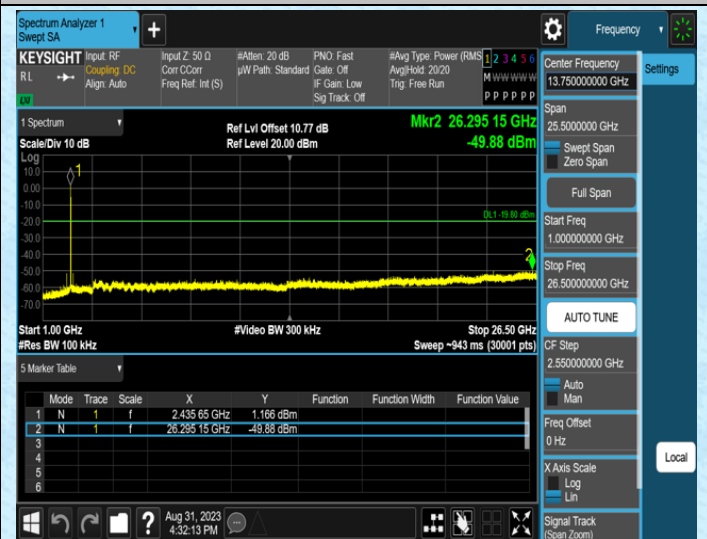 Spectrum Analyzer 1
Swept SA
+
Frequency
KEYSIGHT
RL
LXI
Input: RF
Coupling: DC
Align: Auto
Input Z: 50 Ω
Corr CCorr
Freq Ref: Int (S)
#Atten: 20 dB
µW Path: Standard
PNO: Fast
Gate: Off
IF Gain: Low
Sig Track: Off
#Avg Type: Power (RMS
Avg|Hold: 20/20
Trig: Free Run
1 2 3 4 5 6
M W W W W W
P P P P P P
1 Spectrum
Scale/Div 10 dB
Ref Lvl Offset 10.77 dB
Ref Level 20.00 dBm
Mkr2 26.295 15 GHz
-49.88 dBm
Log
10.0
0.00
-10.0
-20.0
-30.0
-40.0
-50.0
-60.0
-70.0
1
DL1 -19.80 dBm
2
Start 1.00 GHz
#Res BW 100 kHz
#Video BW 300 kHz
Stop 26.50 GHz
Sweep ~943 ms (30001 pts)
5 Marker Table
Mode Trace Scale X Y Function Function Width Function Value
1 N 1 f 2.435 65 GHz 1.166 dBm
2 N 1 f 26.295 15 GHz -49.88 dBm
3
4
5
6
?
Aug 31, 2023
4:32:13 PM
Center Frequency
13.750000000 GHz
Settings
Span
25.5000000 GHz
Swept Span
Zero Span
Full Span
Start Freq
1.000000000 GHz
Stop Freq
26.500000000 GHz
AUTO TUNE
CF Step
2.550000000 GHz
Auto
Man
Freq Offset
0 Hz
Local
X Axis Scale
Log
Lin
Signal Track
(Span Zoom)